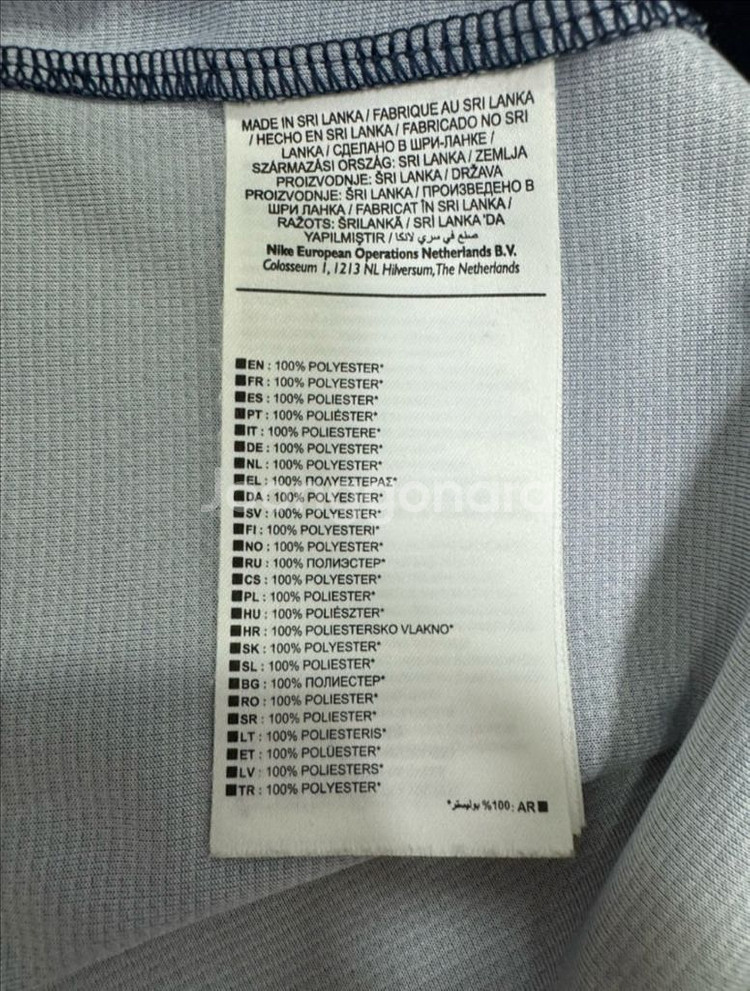 MADE IN SRI LANKA / FABRIQUE AU SRI LANKA
/ HECHO EN SRI LANKA / FABRICADO NO SRI
LANKA / СДЕЛАНО В ШРИ-ЛАНКЕ /
SZÁRMAZÁSI ORSZÁG: SRI LANKA / ZEMLJA
PROIZVODNJE: ŠRI LANKA / DRŽAVA
PROIZVODNJE: ŠRI LANKA / ПРОИЗВЕДЕНО В
ШРИ ЛАНКА / FABRICAT ÎN SRI LANKA /
RAŽOTS: ŠRILANKĀ / SRİ LANKA'DA
YAPILMIŞTIR / صنع في سري لانكا
Nike European Operations Netherlands B.V.
Colosseum 1, 1213 NL Hilversum, The Netherlands
EN : 100% POLYESTER*
FR : 100% POLYESTER*
ES : 100% POLIESTER*
PT : 100% POLIÉSTER*
IT : 100% POLIESTERE*
DE : 100% POLYESTER*
NL : 100% POLYESTER*
EL : 100% ΠΟΛΥΕΣΤΕΡΑΣ*
DA : 100% POLYESTER*
SV : 100% POLYESTER*
FI : 100% POLYESTERI*
NO : 100% POLYESTER*
RU : 100% ПОЛИЭСТЕР*
CS : 100% POLYESTER*
PL : 100% POLIESTER*
HU : 100% POLIÉSZTER*
HR : 100% POLIESTERSKO VLAKNO*
SK : 100% POLYESTER*
SL : 100% POLIESTER*
BG : 100% ПОЛИЕСТЕР*
RO : 100% POLIESTER*
SR : 100% POLIESTER*
LT : 100% POLIESTERIS*
ET : 100% POLÜESTER*
LV : 100% POLIESTERS*
TR : 100% POLYESTER*
AR :100% بوليستر*